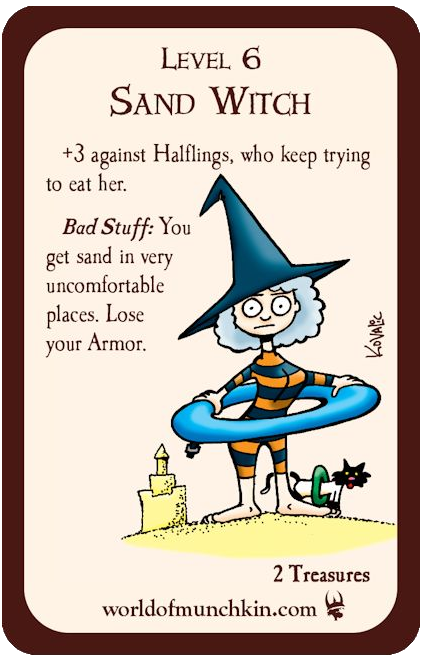 Level 6
Sand Witch
+3 against Halflings, who keep trying
to eat her.
Bad Stuff: You
get sand in very
uncomfortable
places. Lose
your Armor.
Kovalic
2 Treasures
worldofmunchkin.com